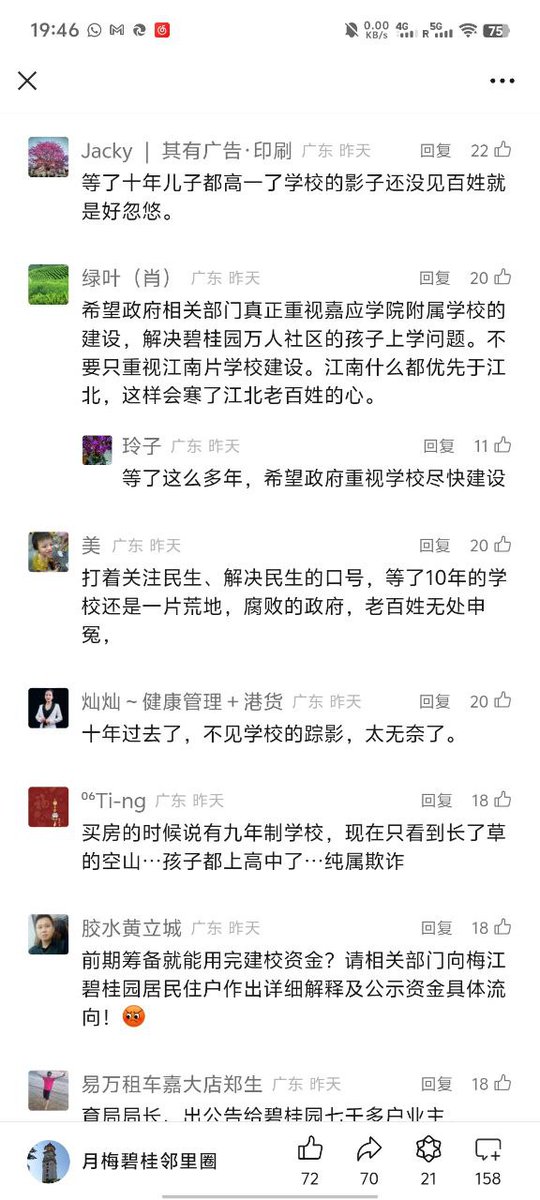 19:46
0.00
KB/s
4G
R
5G
75
Jacky ｜ 其有广告·印刷 广东 昨天 回复 22
等了十年儿子都高一了学校的影子还没见百姓就
是好忽悠。
绿叶（肖） 广东 昨天 回复 20
希望政府相关部门真正重视嘉应学院附属学校的
建设，解决碧桂园万人社区的孩子上学问题。不
要只重视江南片学校建设。江南什么都优先于江
北，这样会寒了江北老百姓的心。
玲子 广东 昨天 回复 11
等了这么多年，希望政府重视学校尽快建设
美 广东 昨天 回复 20
打着关注民生、解决民生的口号，等了10年的学
校还是一片荒地，腐败的政府，老百姓无处申
冤，
灿灿～健康管理＋港货 广东 昨天 回复 20
十年过去了，不见学校的踪影，太无奈了。
⁰⁶Ti-ng 广东 昨天 回复 18
买房的时候说有九年制学校，现在只看到长了草
的空山…孩子都上高中了…纯属欺诈
胶水黄立城 广东 昨天 回复 18
前期筹备就能用完建校资金？请相关部门向梅江
碧桂园居民住户作出详细解释及公示资金具体流
向！
易万租车嘉大店郑生 广东 昨天 回复 18
育局局长，出公告给碧桂园七千多户业主
月梅碧桂邻里圈
72
70
21
158